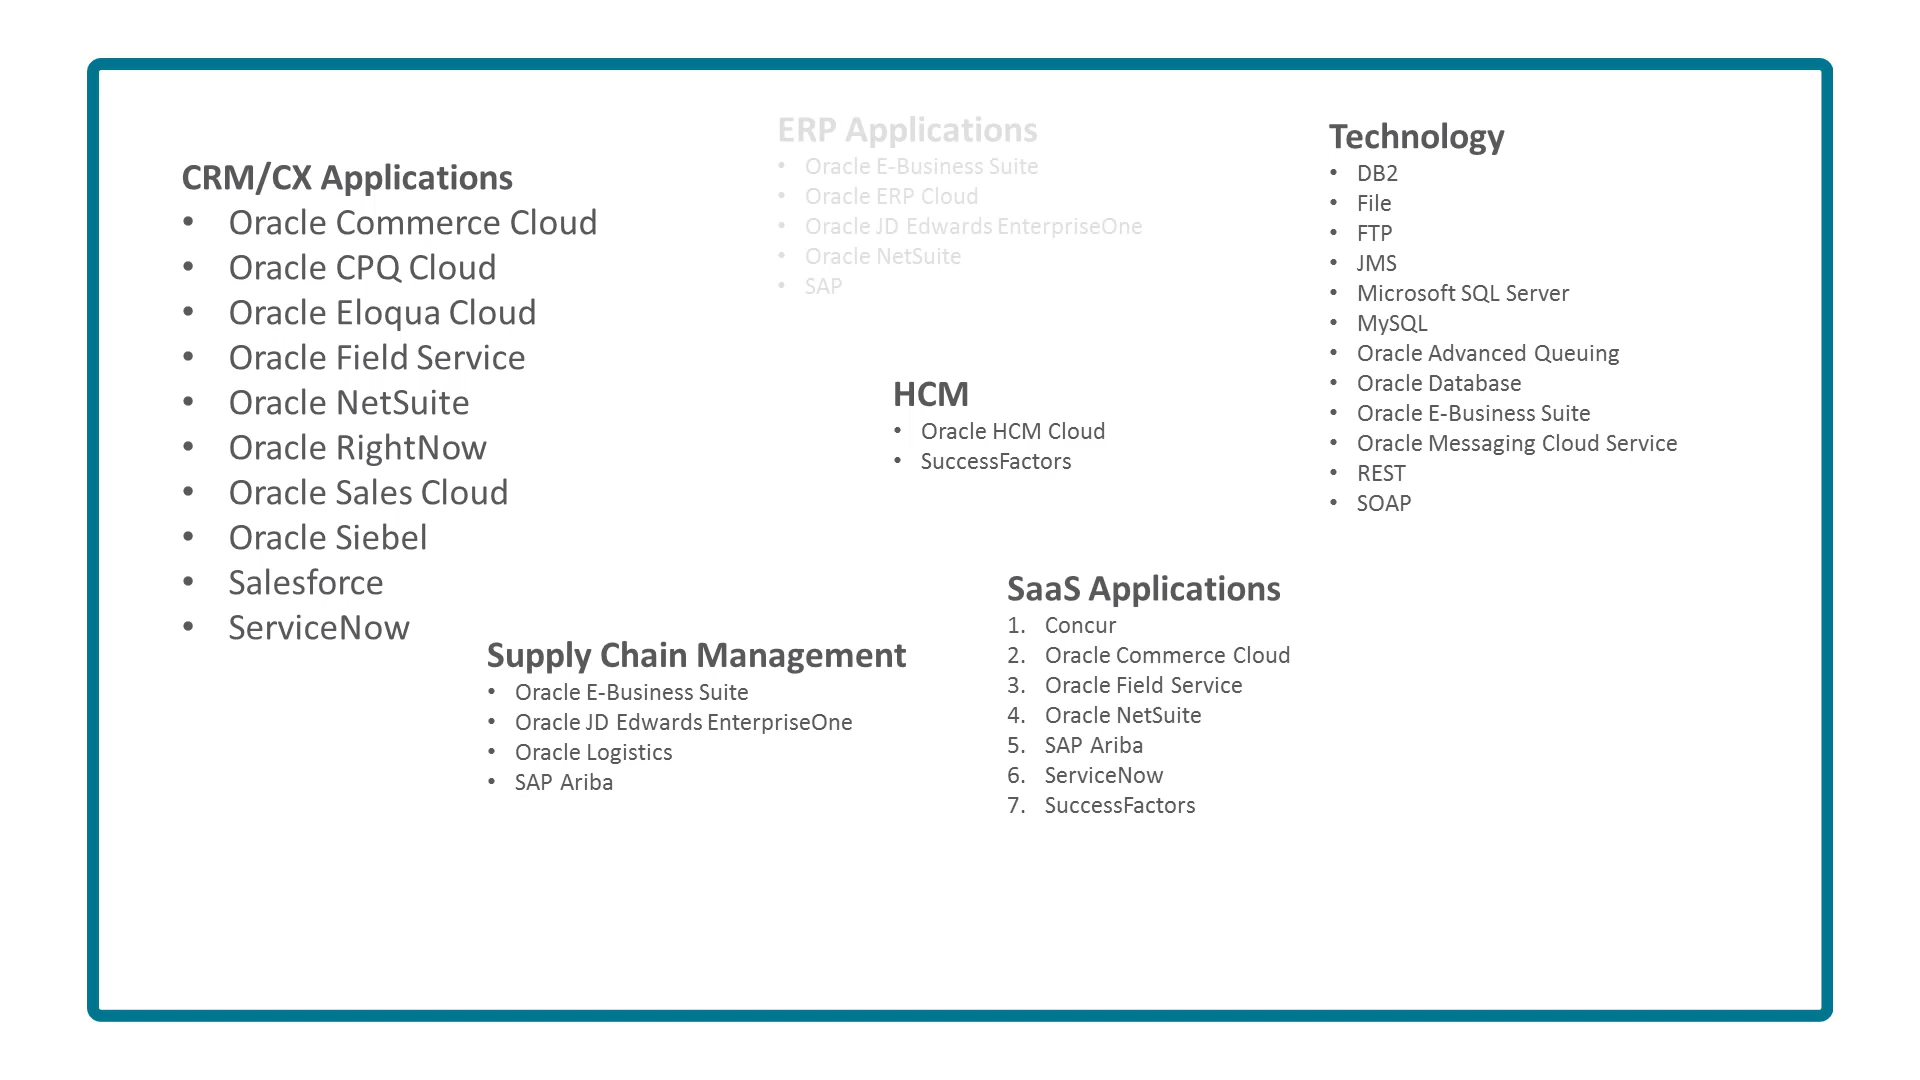 CRM/CX Applications
• Oracle Commerce Cloud
• Oracle CPQ Cloud
• Oracle Eloqua Cloud
• Oracle Field Service
• Oracle NetSuite
• Oracle RightNow
• Oracle Sales Cloud
• Oracle Siebel
• Salesforce
• ServiceNow
ERP Applications
• Oracle E-Business Suite
• Oracle ERP Cloud
• Oracle JD Edwards EnterpriseOne
• Oracle NetSuite
• SAP
HCM
• Oracle HCM Cloud
• SuccessFactors
Technology
• DB2
• File
• FTP
• JMS
• Microsoft SQL Server
• MySQL
• Oracle Advanced Queuing
• Oracle Database
• Oracle E-Business Suite
• Oracle Messaging Cloud Service
• REST
• SOAP
Supply Chain Management
• Oracle E-Business Suite
• Oracle JD Edwards EnterpriseOne
• Oracle Logistics
• SAP Ariba
SaaS Applications
1. Concur
2. Oracle Commerce Cloud
3. Oracle Field Service
4. Oracle NetSuite
5. SAP Ariba
6. ServiceNow
7. SuccessFactors